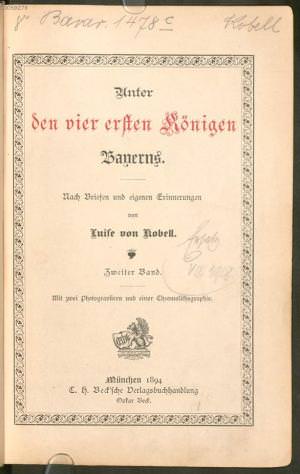 8° Bavar. 1478 c
Kobell
Unter
den vier ersten Königen
Bayerns.
Nach Briefen und eigenen Erinnerungen
von
Luise von Kobell.
Zweiter Band.
Mit zwei Photogravüren und einer Chromolithographie.
München 1894
C. H. Beck'sche Verlagsbuchhandlung
Oskar Beck.